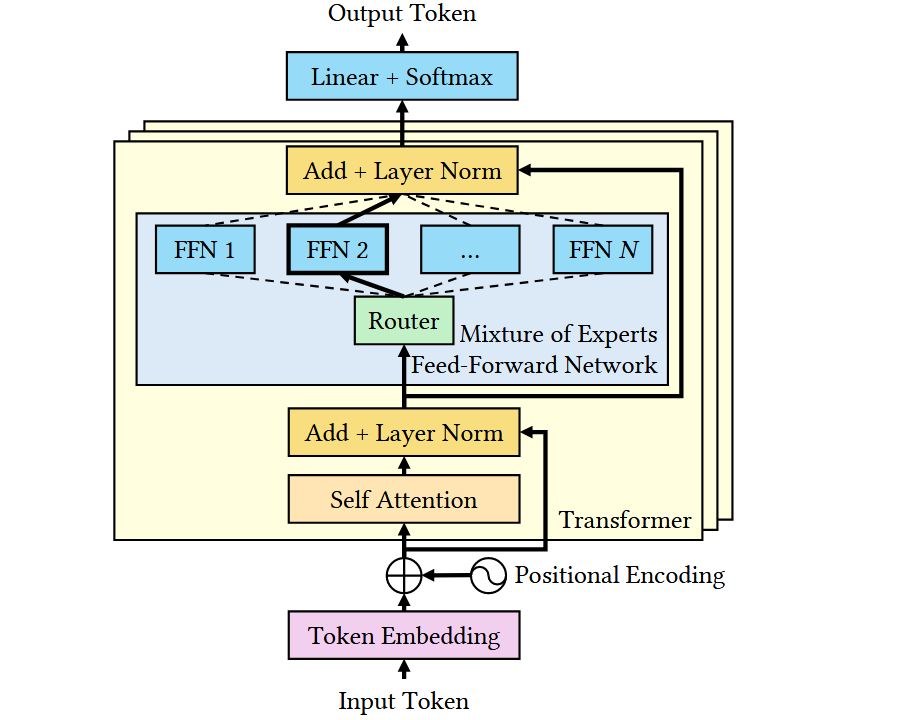 Output Token
Linear + Softmax
Add + Layer Norm
FFN 1
FFN 2
...
FFN N
Router
Mixture of Experts
Feed-Forward Network
Add + Layer Norm
Self Attention
Transformer
Positional Encoding
Token Embedding
Input Token